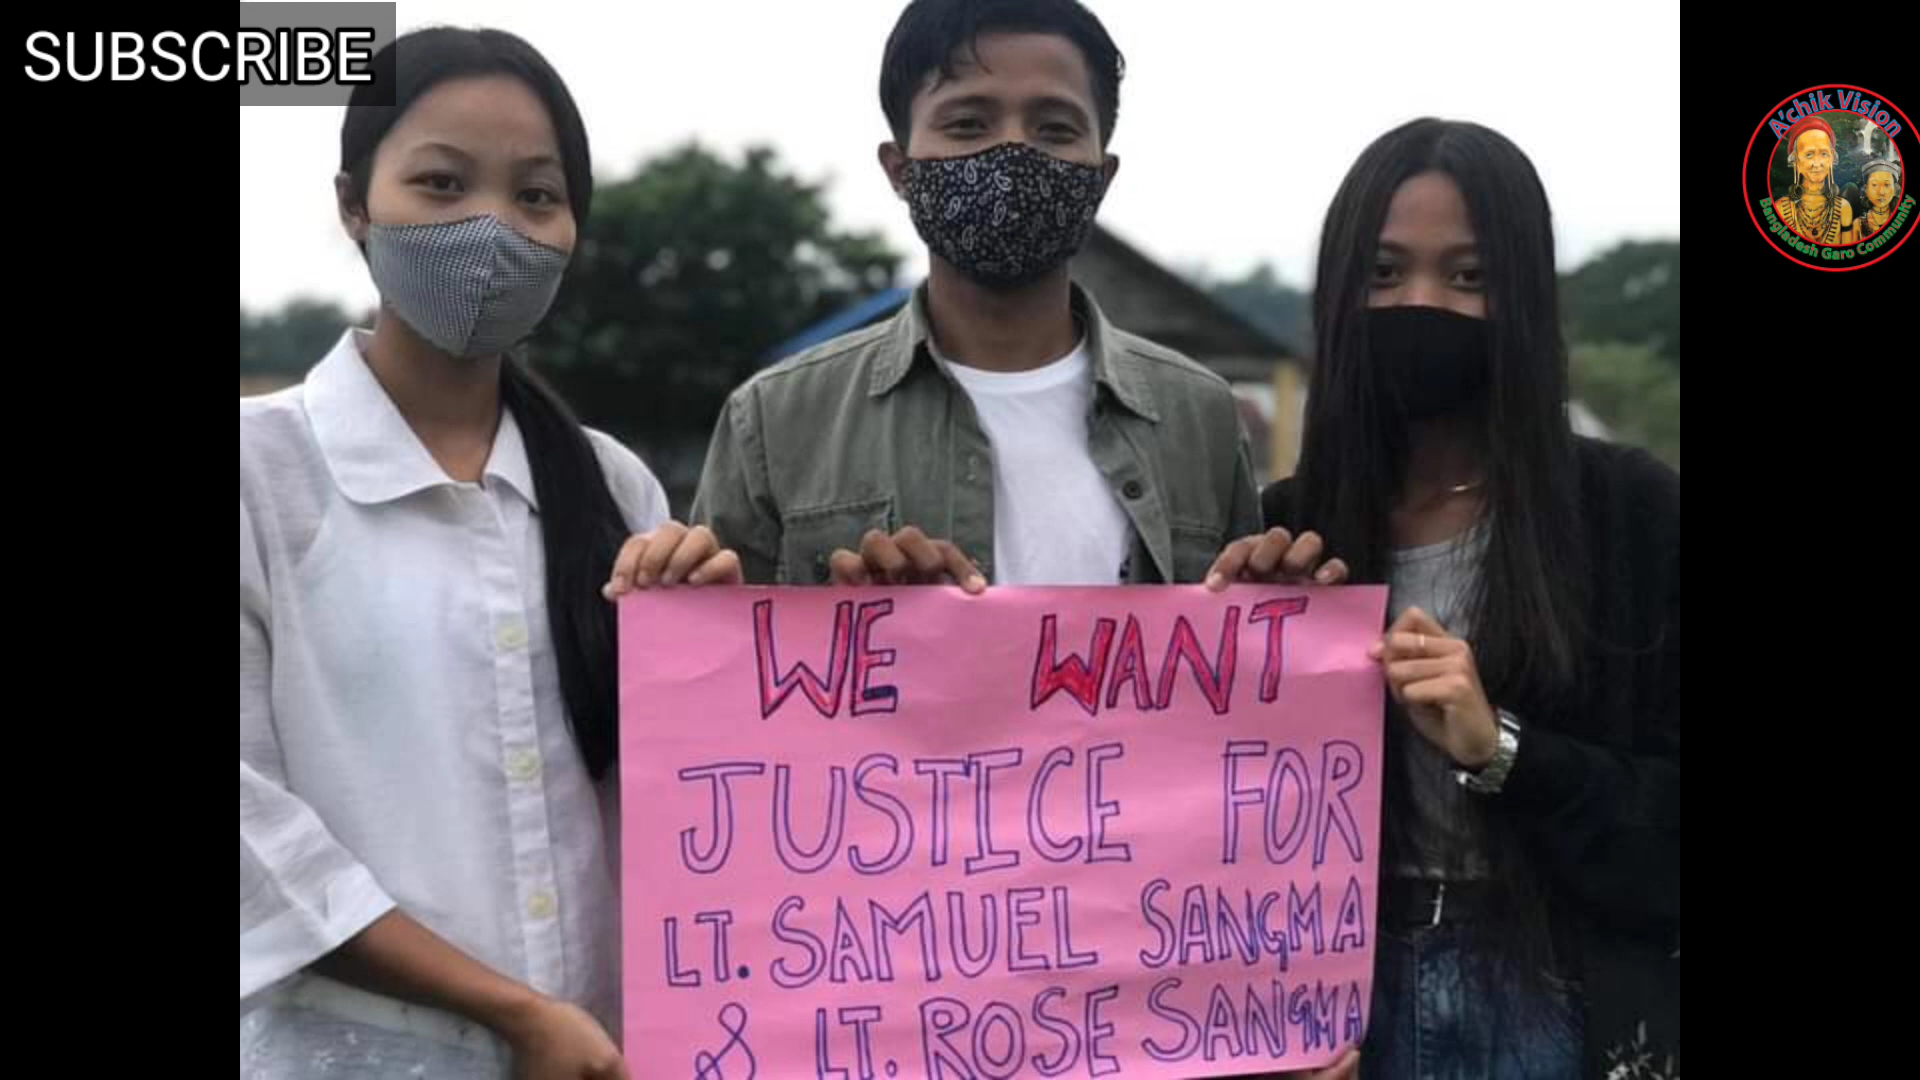 SUBSCRIBE
A'chik Vision
Bangladesh Garo Community
WE WANT
JUSTICE FOR
LT. SAMUEL SANGMA
& LT. ROSE SANGMA